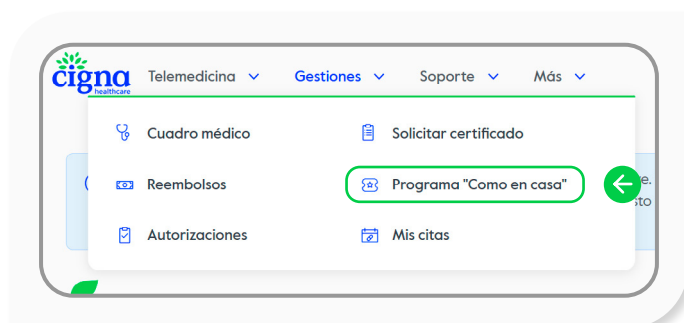 cigna
healthcare
Telemedicina
Gestiones
Soporte
Más
Cuadro médico
Solicitar certificado
Reembolsos
Programa "Como en casa"
Autorizaciones
Mis citas